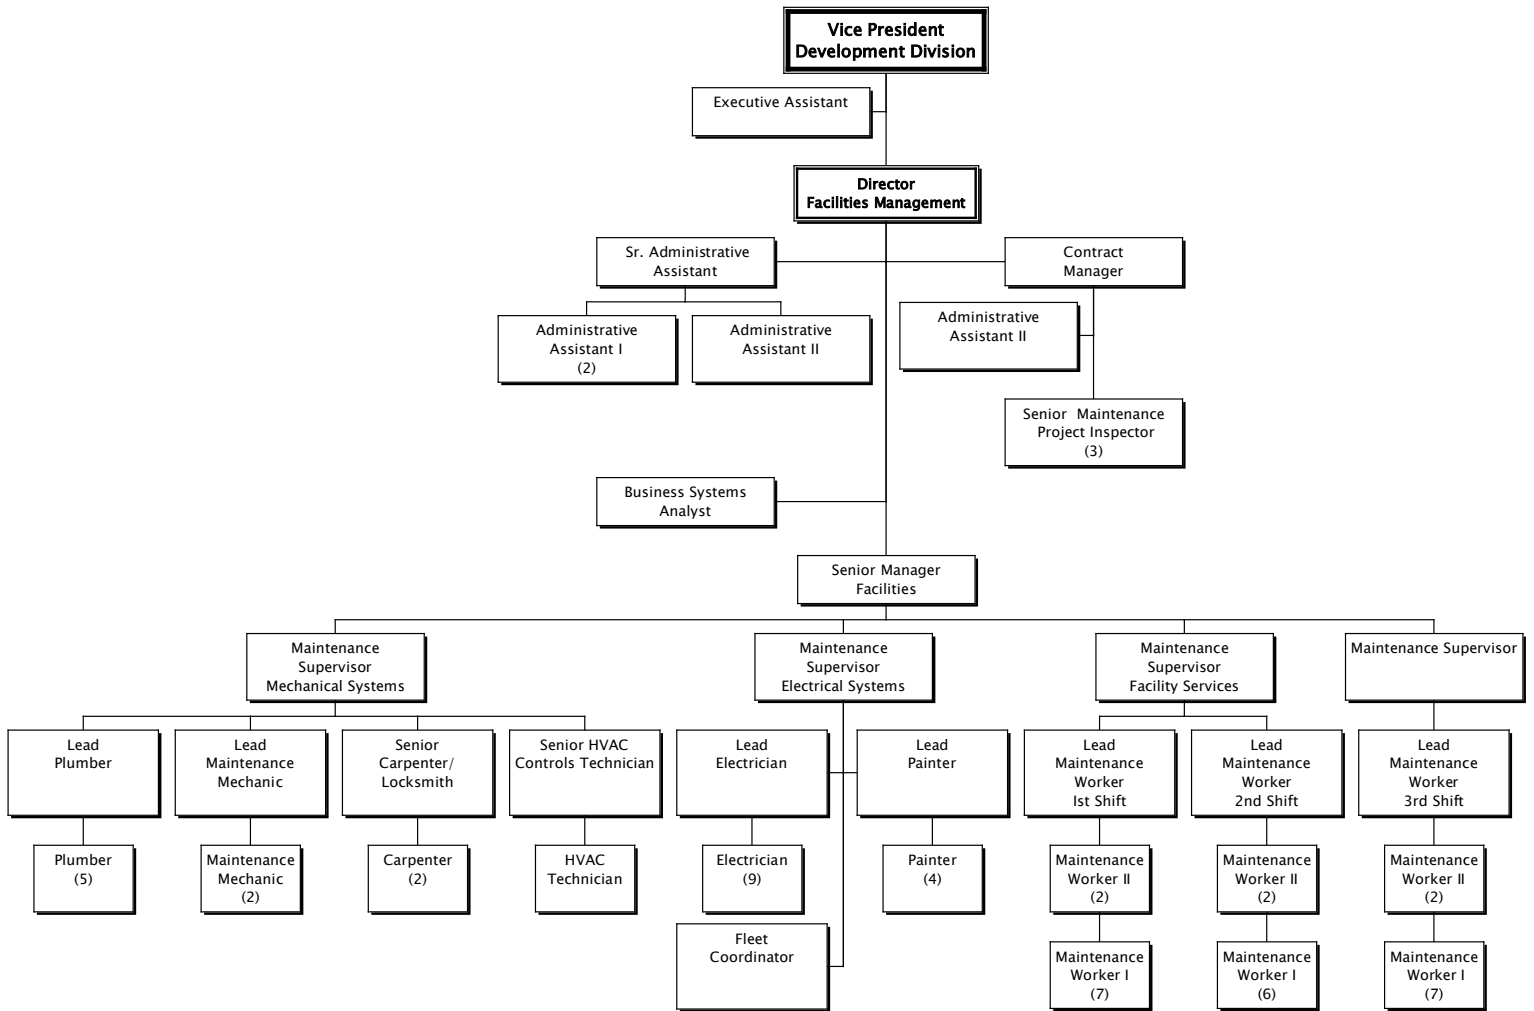 Vice President
Development Division
Executive Assistant
Director
Facilities Management
Sr. Administrative
Assistant
Contract
Manager
Administrative
Assistant I
(2)
Administrative
Assistant II
Administrative
Assistant II
Senior Maintenance
Project Inspector
(3)
Business Systems
Analyst
Senior Manager
Facilities
Maintenance
Supervisor
Mechanical Systems
Maintenance
Supervisor
Electrical Systems
Maintenance
Supervisor
Facility Services
Maintenance Supervisor
Lead
Plumber
Lead
Maintenance
Mechanic
Senior
Carpenter/
Locksmith
Senior HVAC
Controls Technician
Lead
Electrician
Lead
Painter
Lead
Maintenance
Worker
1st Shift
Lead
Maintenance
Worker
2nd Shift
Lead
Maintenance
Worker
3rd Shift
Plumber
(5)
Maintenance
Mechanic
(2)
Carpenter
(2)
HVAC
Technician
Electrician
(9)
Painter
(4)
Maintenance
Worker II
(2)
Maintenance
Worker II
(2)
Maintenance
Worker II
(2)
Fleet
Coordinator
Maintenance
Worker I
(7)
Maintenance
Worker I
(6)
Maintenance
Worker I
(7)